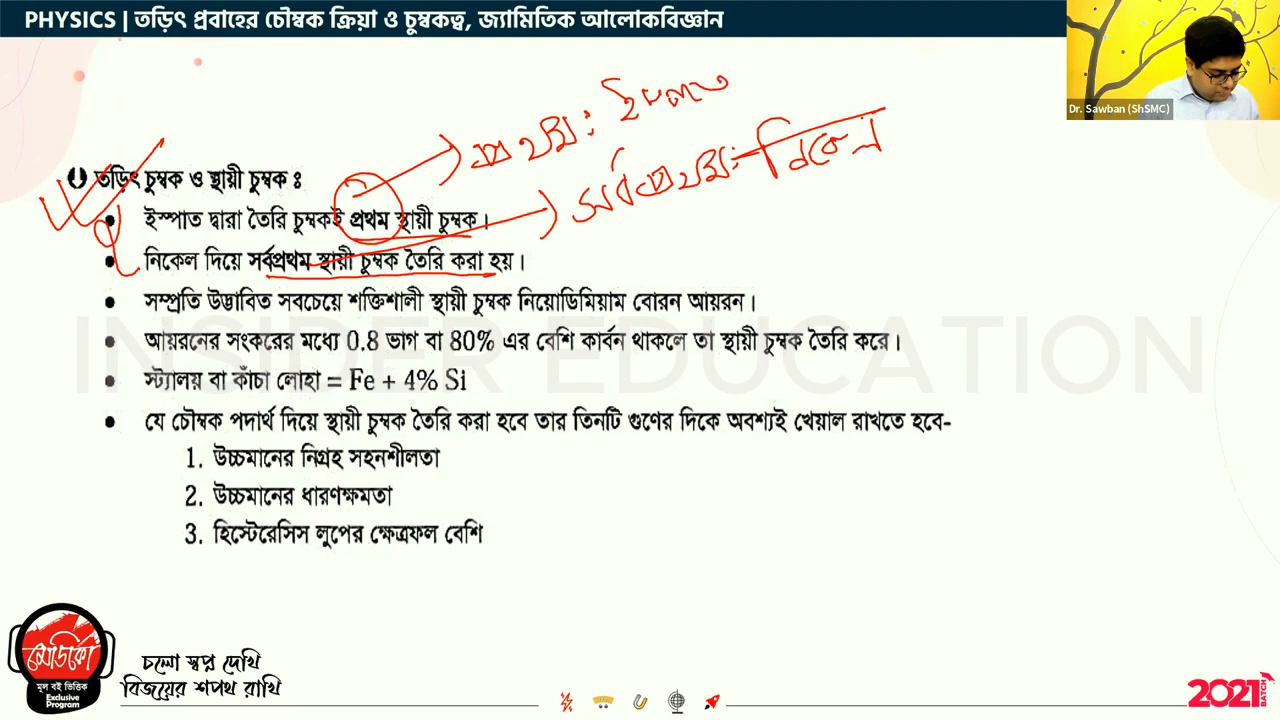 PHYSICS | তড়িৎ প্রবাহের চৌম্বক ক্রিয়া ও চুম্বকত্ব, জ্যামিতিক আলোকবিজ্ঞান
Dr. Sawban (ShSMC)
প্রথম: ইস্পাত
সর্বপ্রথম: নিকেল
তড়িৎ চুম্বক ও স্থায়ী চুম্বক ঃ
• ইস্পাত দ্বারা তৈরি চুম্বকই প্রথম স্থায়ী চুম্বক।
• নিকেল দিয়ে সর্বপ্রথম স্থায়ী চুম্বক তৈরি করা হয়।
• সম্প্রতি উদ্ভাবিত সবচেয়ে শক্তিশালী স্থায়ী চুম্বক নিয়োডিমিয়াম বোরন আয়রন।
• আয়রনের সংকরের মধ্যে 0.8 ভাগ বা 80% এর বেশি কার্বন থাকলে তা স্থায়ী চুম্বক তৈরি করে।
• স্ট্যালয় বা কাঁচা লোহা = Fe + 4% Si
• যে চৌম্বক পদার্থ দিয়ে স্থায়ী চুম্বক তৈরি করা হবে তার তিনটি গুণের দিকে অবশ্যই খেয়াল রাখতে হবে-
1. উচ্চমানের নিগ্রহ সহনশীলতা
2. উচ্চমানের ধারণক্ষমতা
3. হিস্টেরেসিস লুপের ক্ষেত্রফল বেশি
INSIDER EDUCATION
মেডিকো
মূল বই ভিত্তিক
Exclusive
Program
চলো স্বপ্ন দেখি
বিজয়ের শপথ রাখি
2021 BATCH